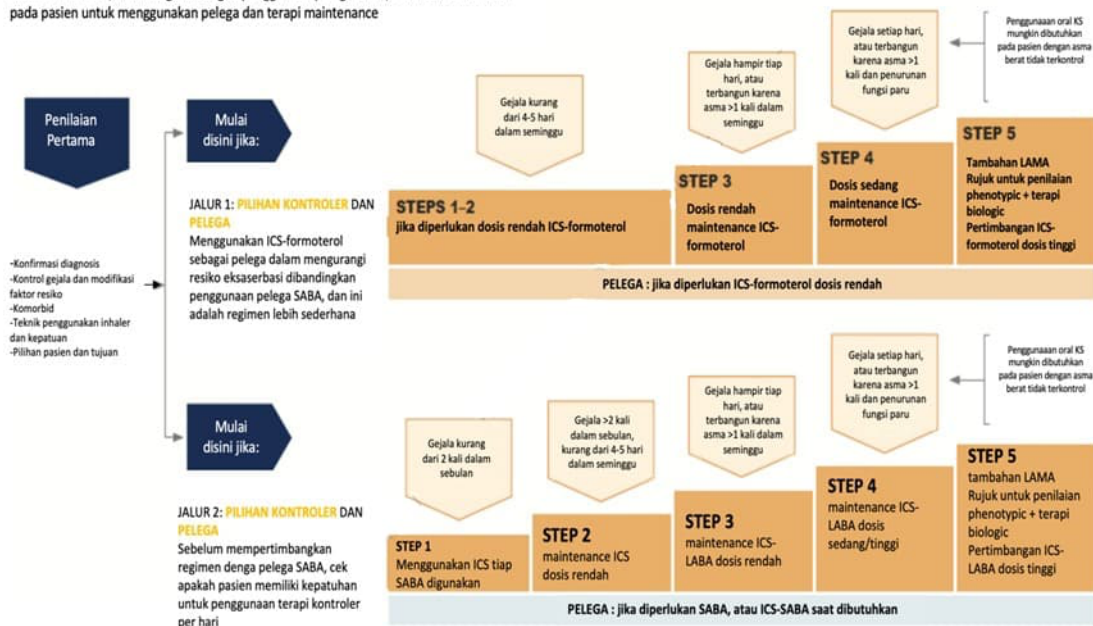 pada pasien untuk menggunakan pelega dan terapi maintenance
Penilaian
Pertama
-Konfirmasi diagnosis
-Kontrol gejala dan modifikasi
faktor resiko
-Komorbid
-Teknik penggunakan inhaler
dan kepatuan
-Pilihan pasien dan tujuan
Mulai
disini jika:
JALUR 1: PILIHAN KONTROLER DAN
PELEGA
Menggunakan ICS-formoterol
sebagai pelega dalam mengurangi
resiko eksaserbasi dibandingkan
penggunaan pelega SABA, dan ini
adalah regimen lebih sederhana
Gejala kurang
dari 4-5 hari
dalam seminggu
Gejala hampir tiap
hari, atau
terbangun karena
asma >1 kali dalam
seminggu
Gejala setiap hari,
atau terbangun
karena asma >1
kali dan penurunan
fungsi paru
Penggunaaan oral KS
mungkin dibutuhkan
pada pasien dengan asma
berat tidak terkontrol
STEPS 1-2
jika diperlukan dosis rendah ICS-formoterol
STEP 3
Dosis rendah
maintenance ICS-
formoterol
STEP 4
Dosis sedang
maintenance ICS-
formoterol
STEP 5
Tambahan LAMA
Rujuk untuk penilaian
phenotypic + terapi
biologic
Pertimbangan ICS-
formoterol dosis tinggi
PELEGA : jika diperlukan ICS-formoterol dosis rendah
Mulai
disini jika:
JALUR 2: PILIHAN KONTROLER DAN
PELEGA
Sebelum mempertimbangkan
regimen denga pelega SABA, cek
apakah pasien memiliki kepatuhan
untuk penggunaan terapi kontroler
per hari
Gejala kurang
dari 2 kali dalam
sebulan
Gejala >2 kali
dalam sebulan,
kurang dari 4-5 hari
dalam seminggu
Gejala hampir tiap
hari, atau
terbangun karena
asma >1 kali dalam
seminggu
Gejala setiap hari,
atau terbangun
karena asma >1
kali dan penurunan
fungsi paru
Penggunaaan oral KS
mungkin dibutuhkan
pada pasien dengan asma
berat tidak terkontrol
STEP 1
Menggunakan ICS tiap
SABA digunakan
STEP 2
maintenance ICS
dosis rendah
STEP 3
maintenance ICS-
LABA dosis rendah
STEP 4
maintenance ICS-
LABA dosis
sedang/tinggi
STEP 5
tambahan LAMA
Rujuk untuk penilaian
phenotypic + terapi
biologic
Pertimbangan ICS-
LABA dosis tinggi
PELEGA : jika diperlukan SABA, atau ICS-SABA saat dibutuhkan